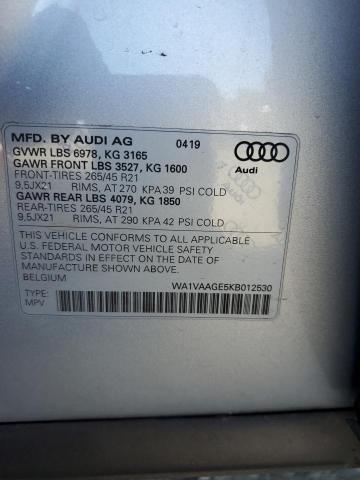 MFD. BY AUDI AG 0419
GVWR LBS 6978, KG 3165
GAWR FRONT LBS 3527, KG 1600
FRONT-TIRES 265/45 R21
9,5JX21 RIMS, AT 270 KPA 39 PSI COLD
GAWR REAR LBS 4079, KG 1850
REAR-TIRES 265/45 R21
9,5JX21 RIMS, AT 290 KPA 42 PSI COLD
Audi
THIS VEHICLE CONFORMS TO ALL APPLICABLE
U.S. FEDERAL MOTOR VEHICLE SAFETY
STANDARDS IN EFFECT ON THE DATE OF
MANUFACTURE SHOWN ABOVE.
BELGIUM
WA1VAAGE5KB012530
TYPE:
MPV